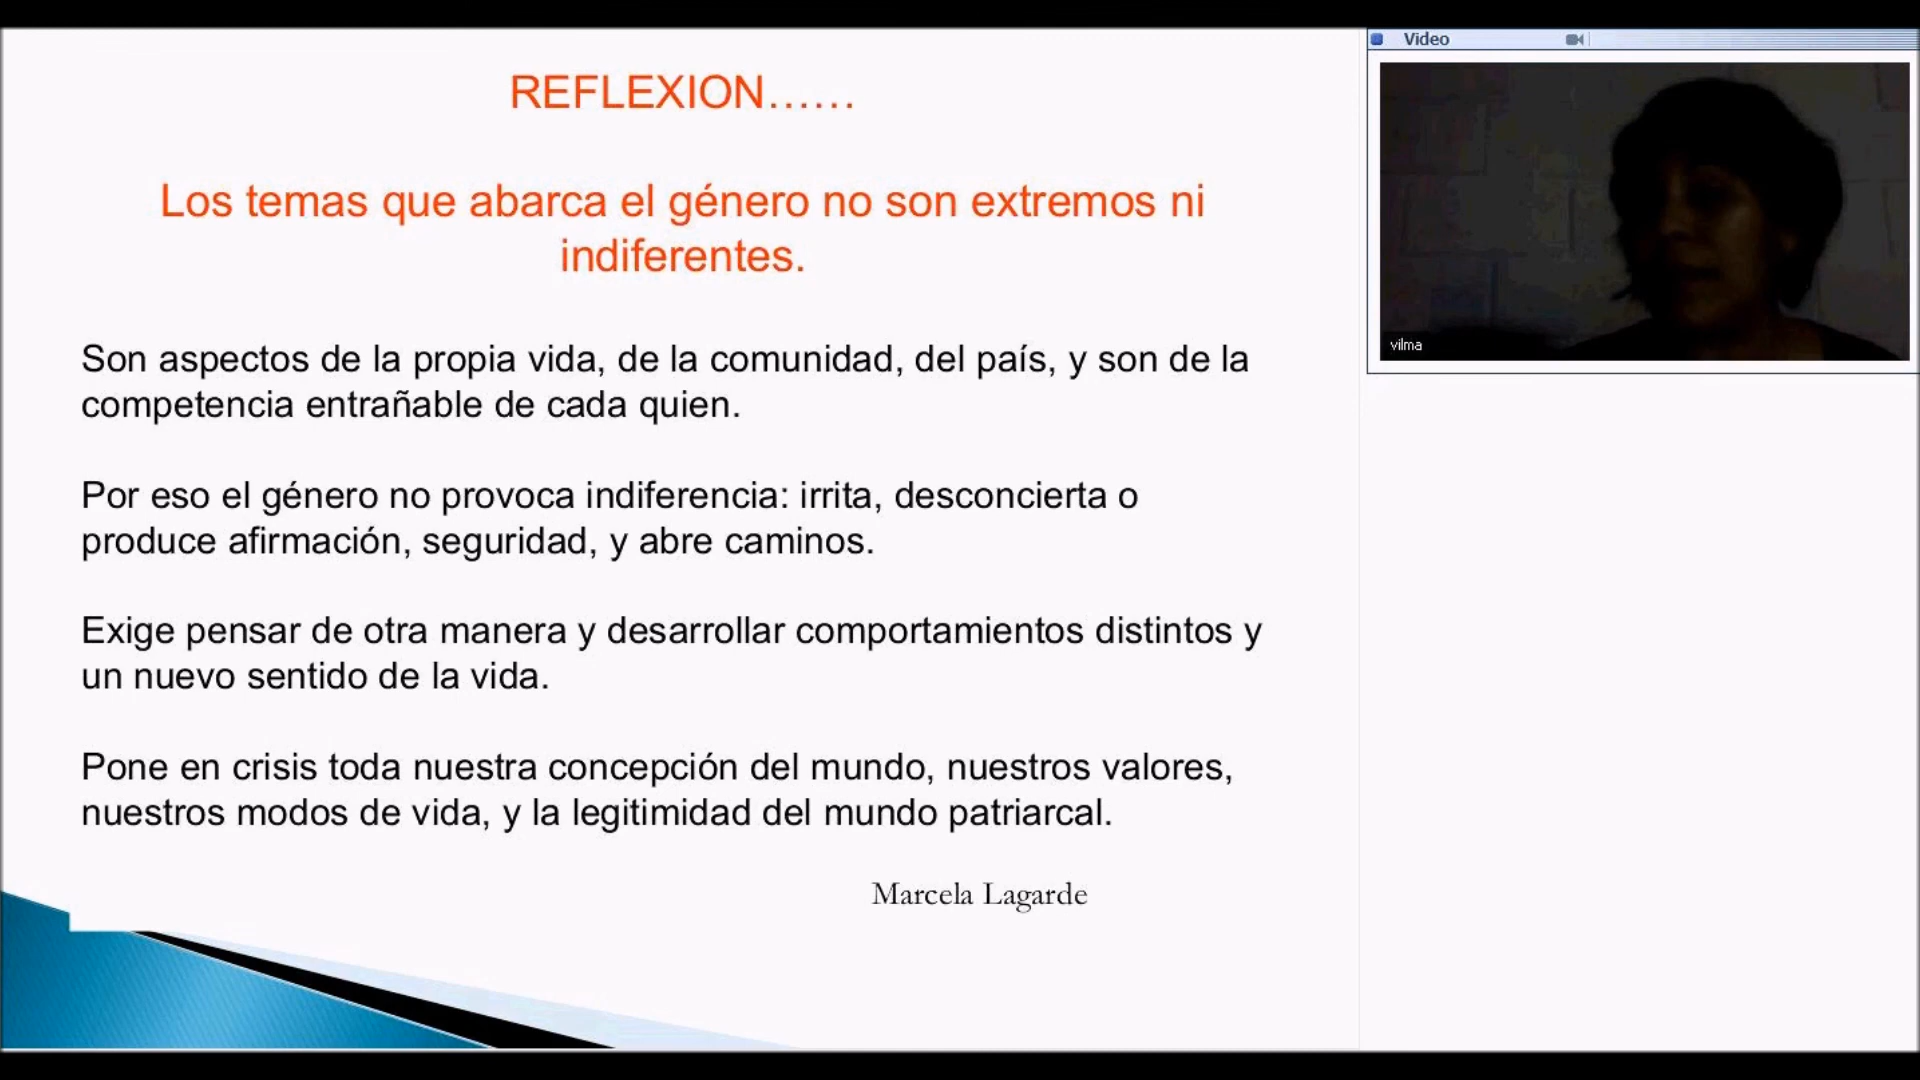 REFLEXION......
Los temas que abarca el género no son extremos ni
indiferentes.
Son aspectos de la propia vida, de la comunidad, del país, y son de la
competencia entrañable de cada quien.
Por eso el género no provoca indiferencia: irrita, desconcierta o
produce afirmación, seguridad, y abre caminos.
Exige pensar de otra manera y desarrollar comportamientos distintos y
un nuevo sentido de la vida.
Pone en crisis toda nuestra concepción del mundo, nuestros valores,
nuestros modos de vida, y la legitimidad del mundo patriarcal.
Marcela Lagarde
Video
vilma